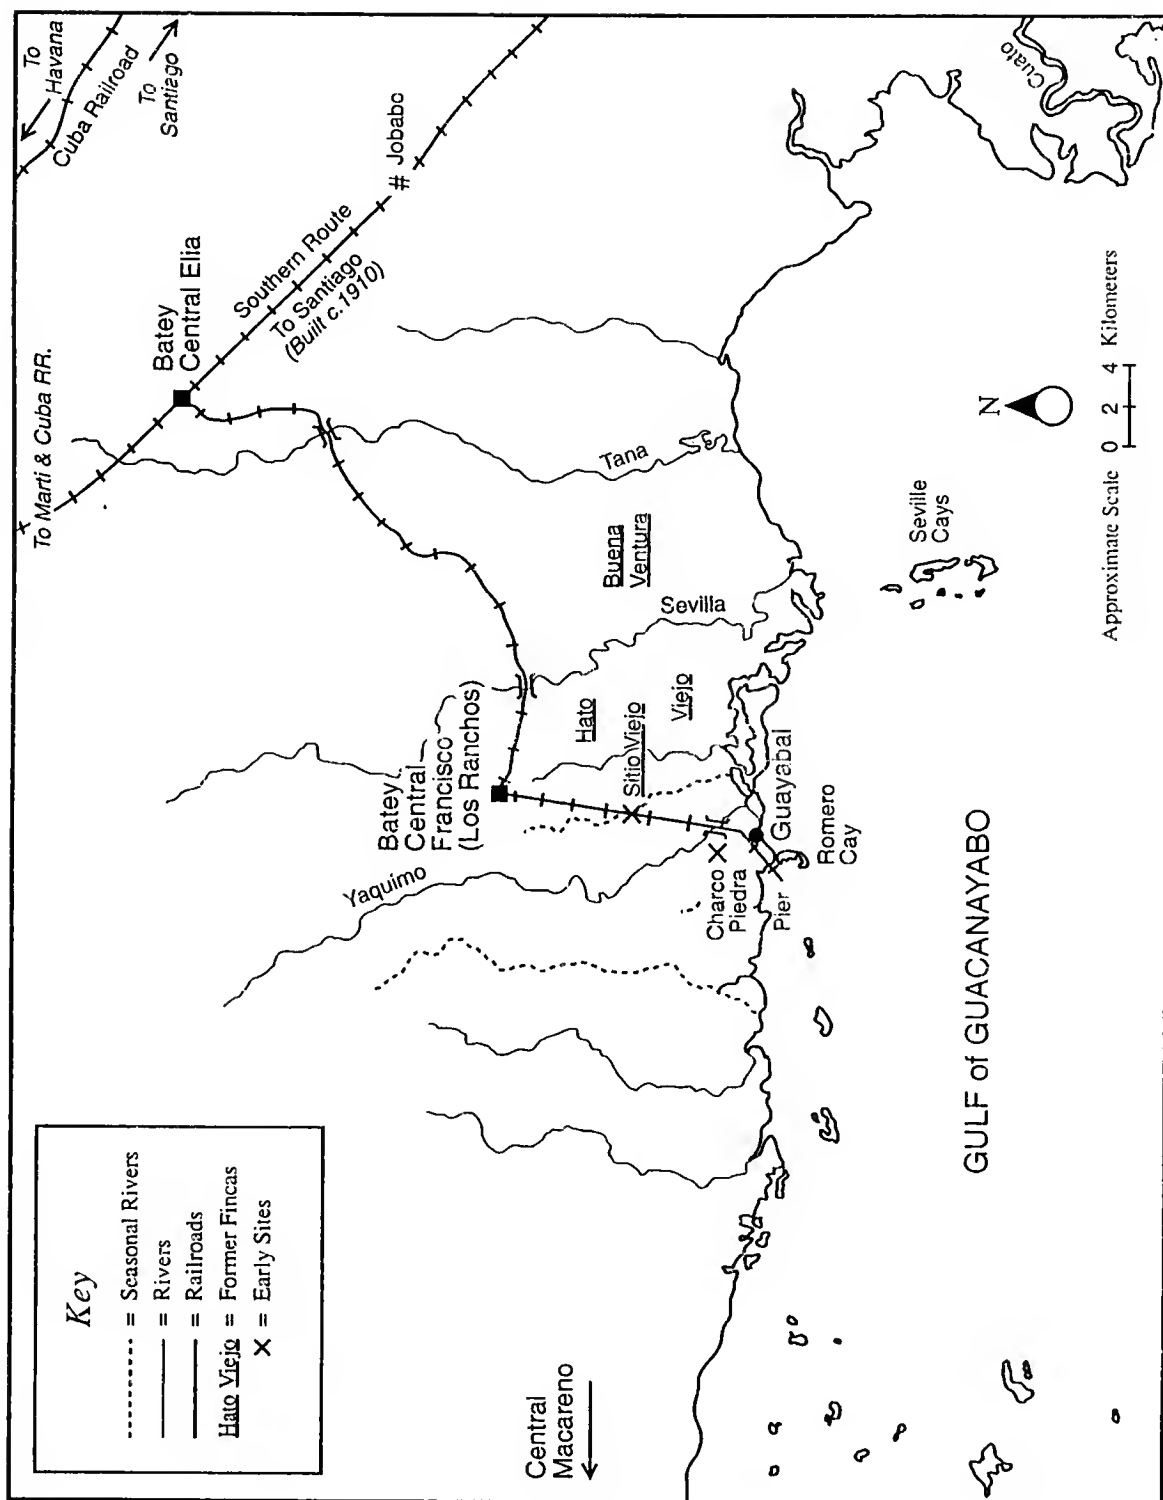 Key
= Seasonal Rivers
= Rivers
= Railroads
Hato Viejo = Former Fincas
X = Early Sites
To
Havana
Cuba Railroad
To
Santiago
To Marti & Cuba RR.
Batey
Central Elia
Southern Route
To Santiago
(Built c.1910)
# Jobabo
Cuato
Batey
Central
Francisco
(Los Ranchos)
Yaquimo
Tana
Buena
Ventura
Sevilla
Hato
Viejo
Sitio Viejo
Charco
Piedra
Pier
Guayabal
Romero
Cay
Seville
Cays
Central
Macareno
GULF of GUACANAYABO
N
Approximate Scale 0 2 4 Kilometers